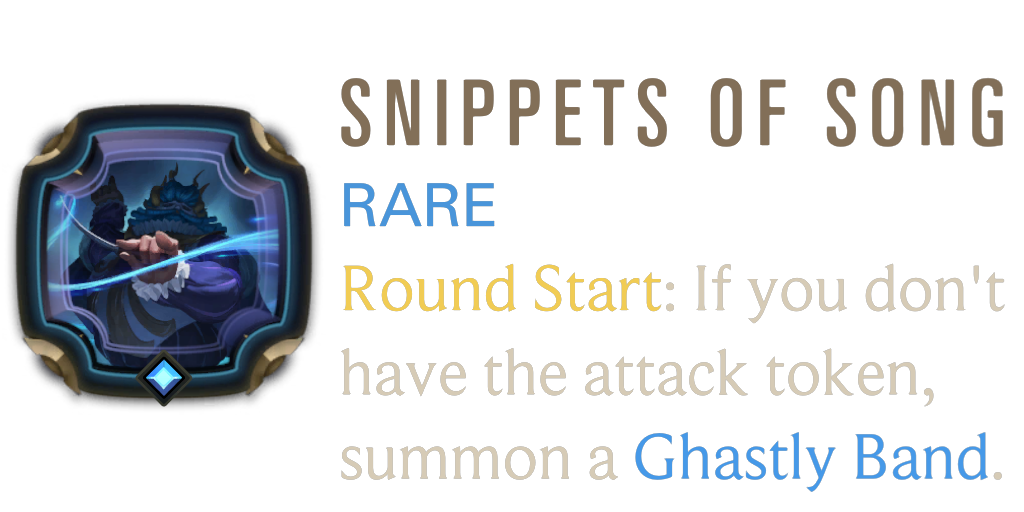 SNIPPETS OF SONG
RARE
Round Start: If you don't
have the attack token,
summon a Ghastly Band.